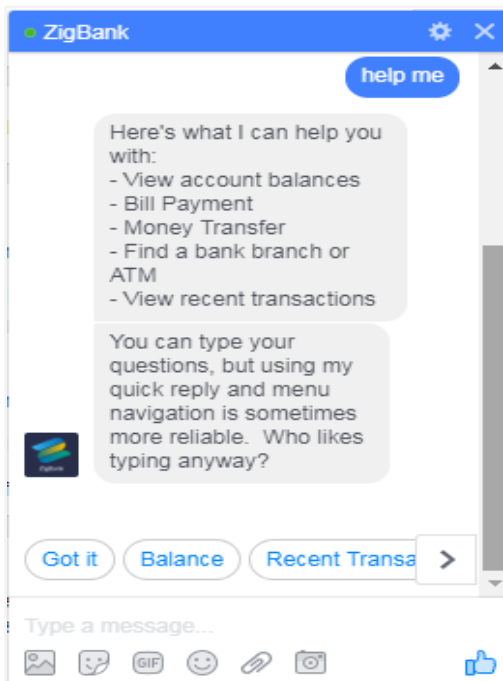 ZigBank
help me
Here's what I can help you
with:
- View account balances
- Bill Payment
- Money Transfer
- Find a bank branch or
ATM
- View recent transactions
You can type your
questions, but using my
quick reply and menu
navigation is sometimes
more reliable.  Who likes
typing anyway?
ZigBank
Got it
Balance
Recent Transa
Type a message...
GIF